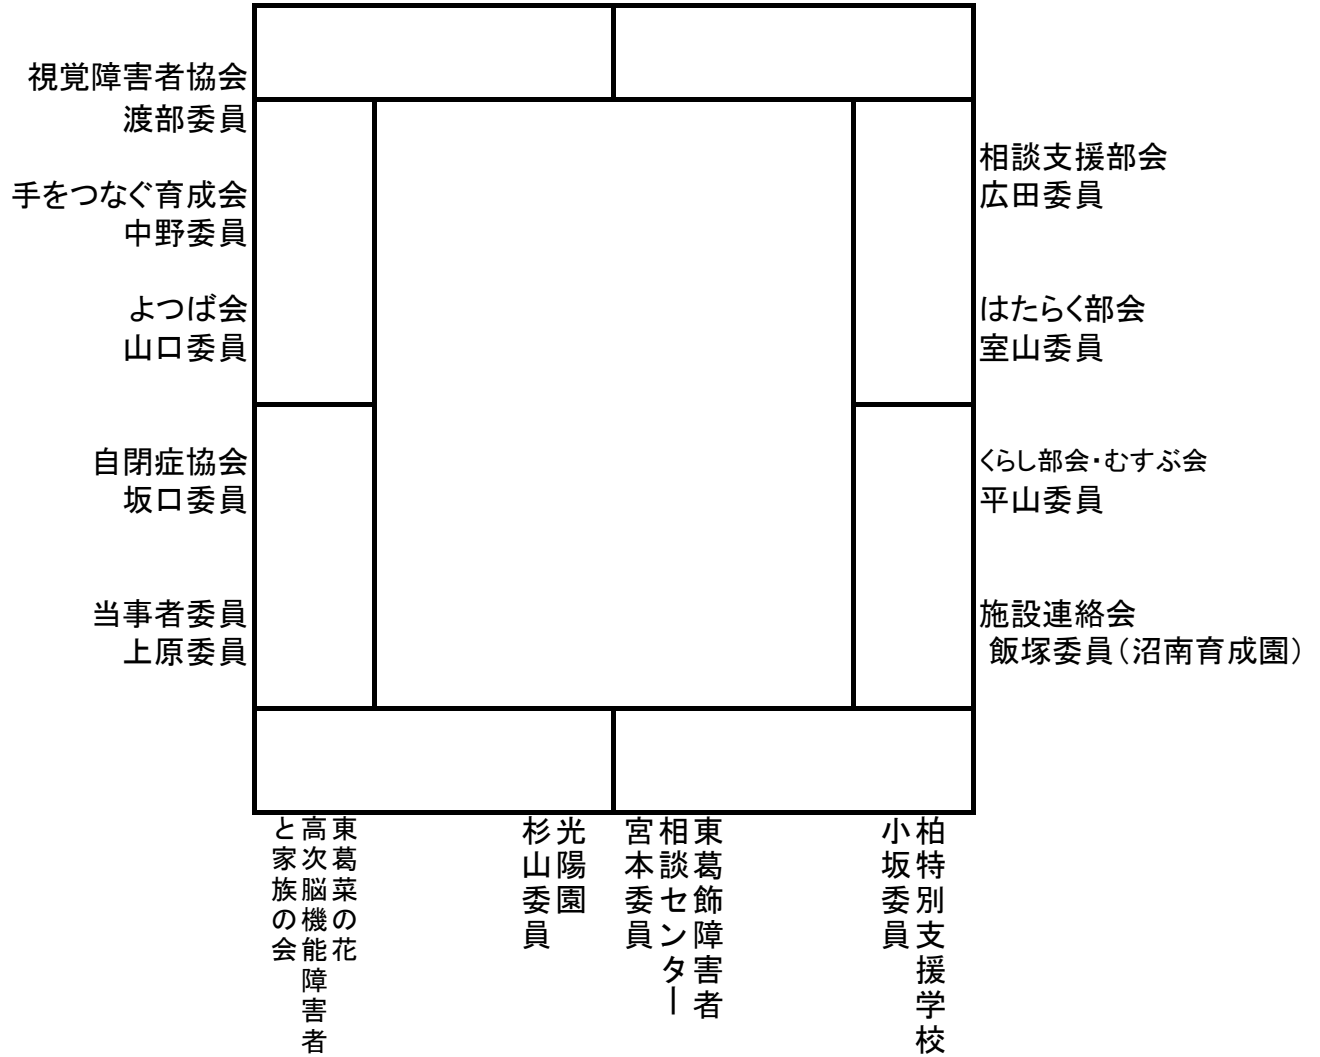 視覚障害者協会
渡部委員
手をつなぐ育成会
中野委員
よつば会
山口委員
自閉症協会
坂口委員
当事者委員
上原委員
相談支援部会
広田委員
はたらく部会
室山委員
くらし部会・むすぶ会
平山委員
施設連絡会
飯塚委員(沼南育成園)
東葛菜の花
高次脳機能障害者
と家族の会
光陽園
杉山委員
東葛飾障害者
相談センター
宮本委員
柏特別支援学校
小坂委員